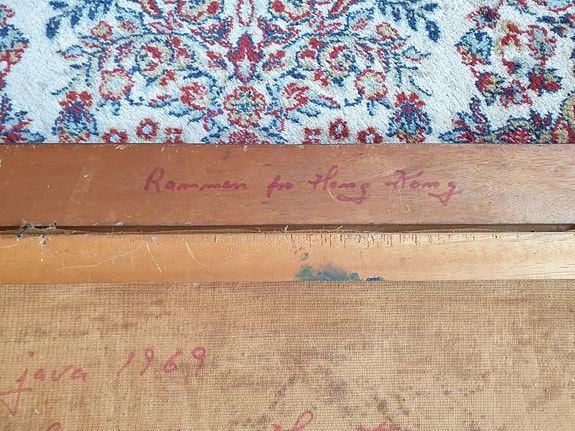 Rammen fra Hong Kong
java 1969